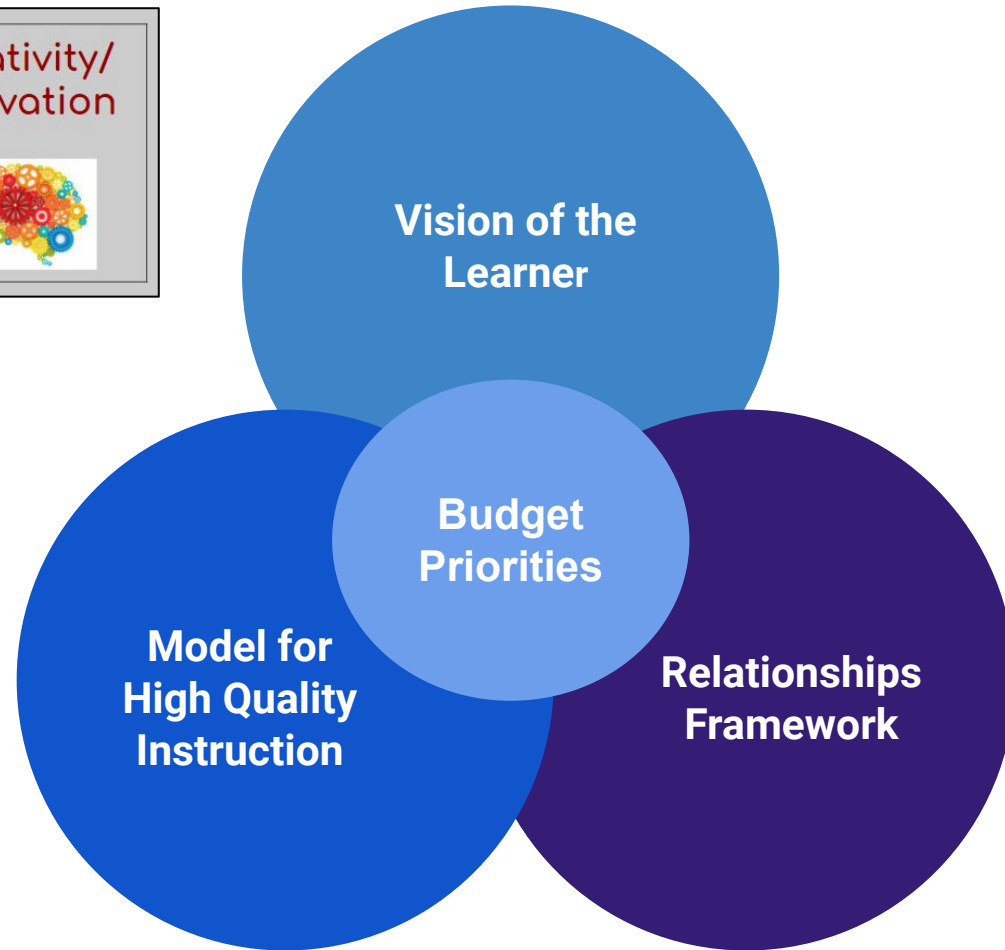 ativity/
vation
Vision of the
Learner
Budget
Priorities
Model for
High Quality
Instruction
Relationships
Framework